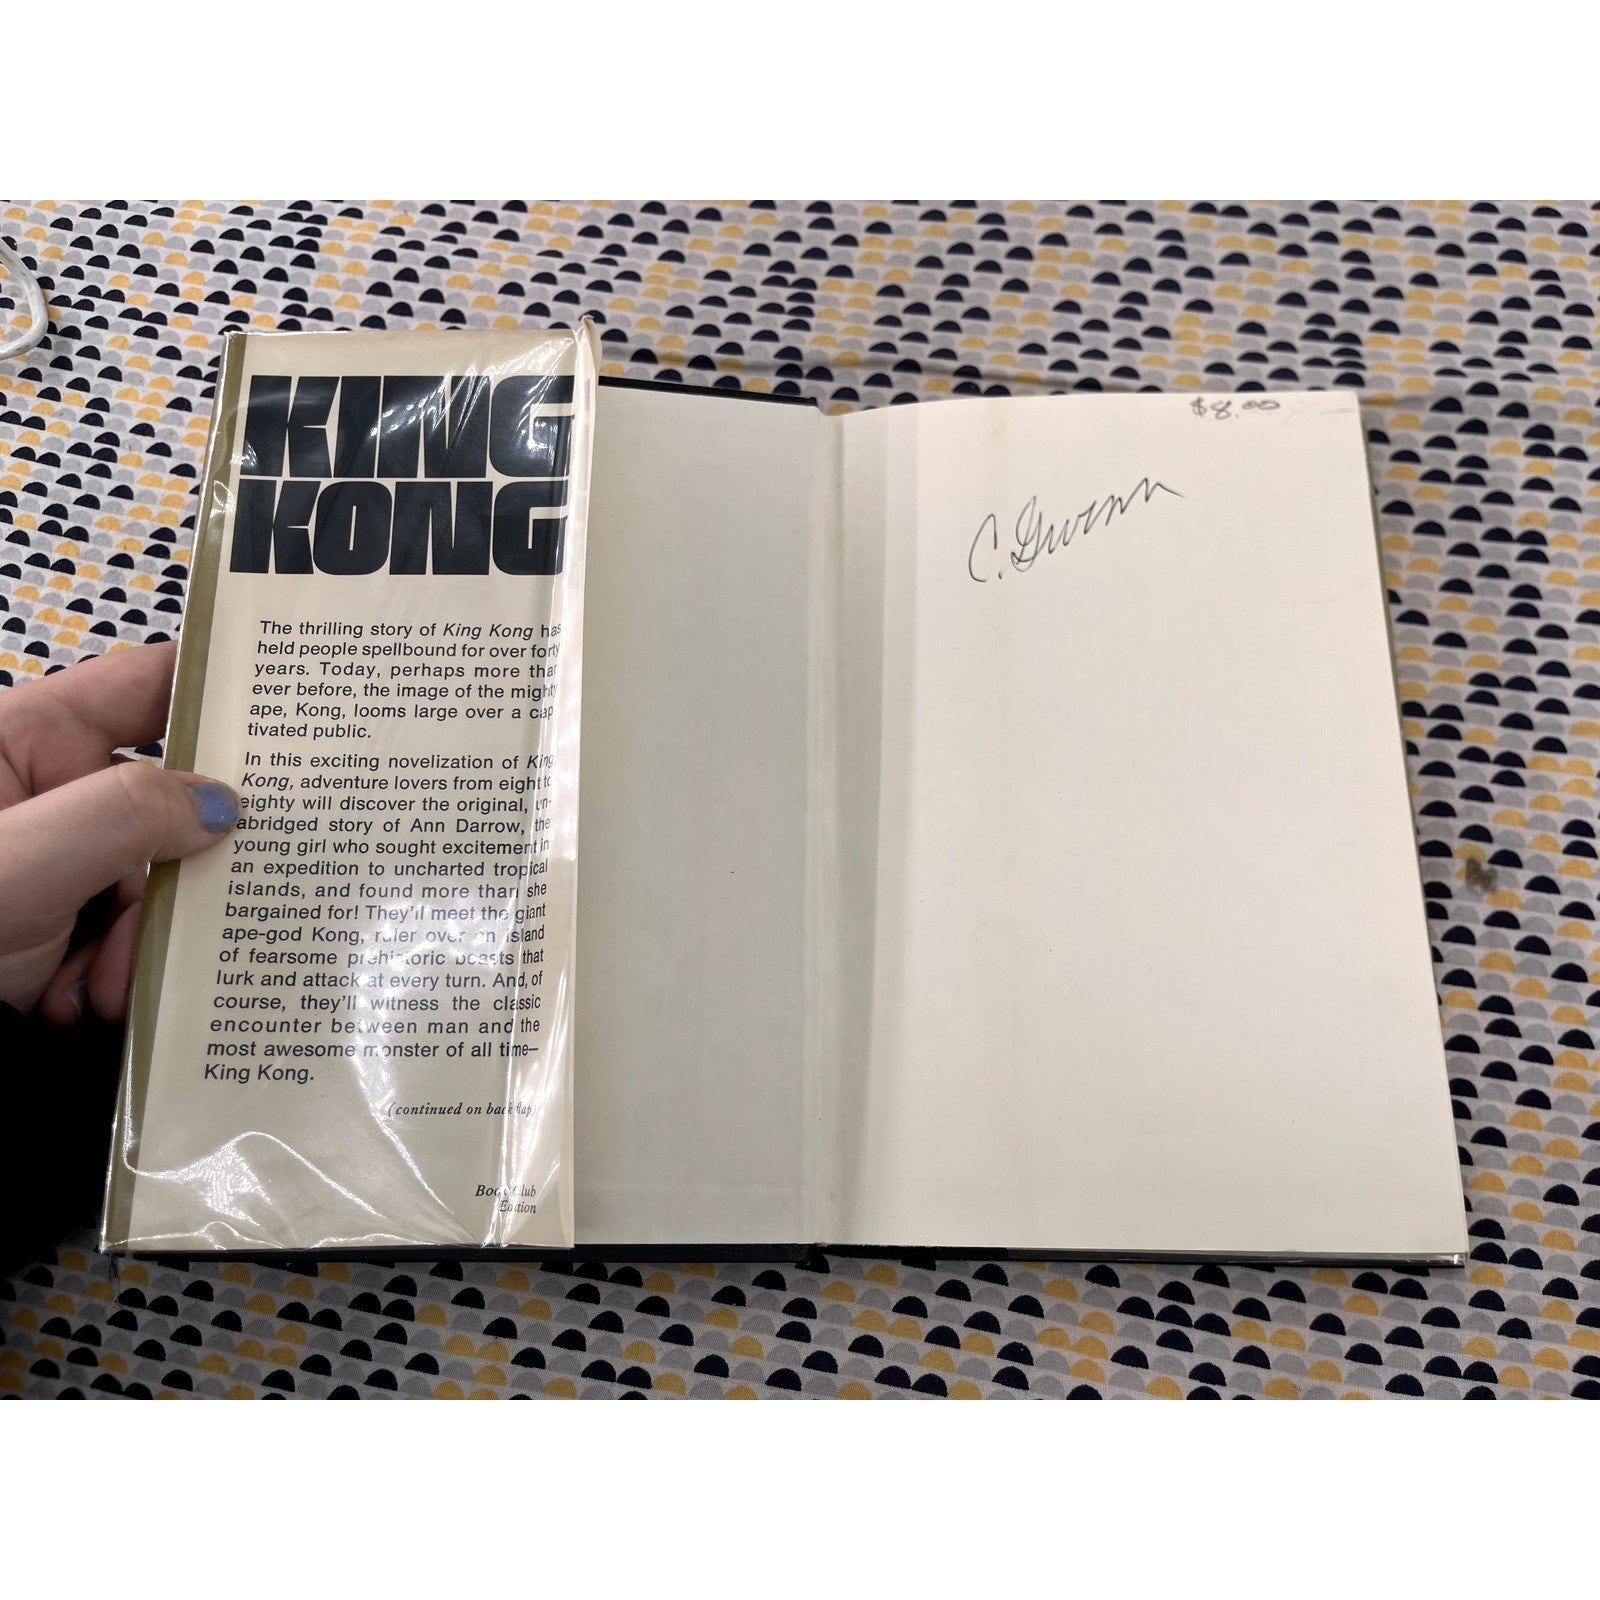 KING
KONG
The thrilling story of King Kong has
held people spellbound for over forty
years. Today, perhaps more than
ever before, the image of the mighty
ape, Kong, looms large over a cap
tivated public.
In this exciting novelization of King
Kong, adventure lovers from eight to
eighty will discover the original, un-
abridged story of Ann Darrow, the
young girl who sought excitement in
an expedition to uncharted tropical
islands, and found more than she
bargained for! They'll meet the giant
ape-god Kong, ruler over an island
of fearsome prehistoric beasts that
lurk and attack at every turn. And, of
course, they'll witness the classic
encounter between man and the
most awesome monster of all time—
King Kong.
(continued on back flap)
Book Club
Edition
$8.00
C. Gwenn